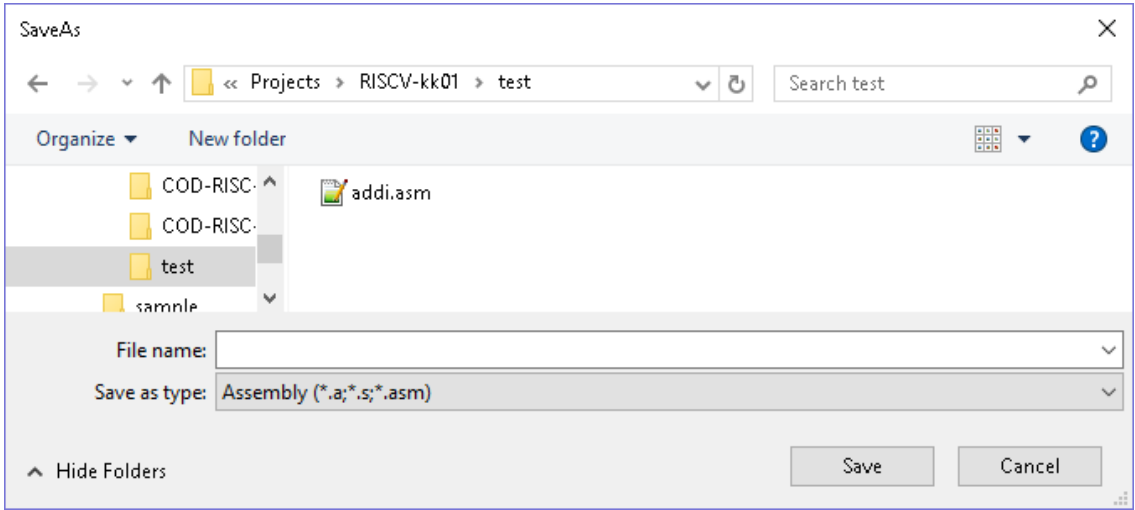 SaveAs
« Projects > RISCV-kk01 > test
Search test
Organize
New folder
COD-RISC-
COD-RISC-
test
sample
addi.asm
File name:
Save as type: Assembly (*.a;*.s;*.asm)
Hide Folders
Save
Cancel